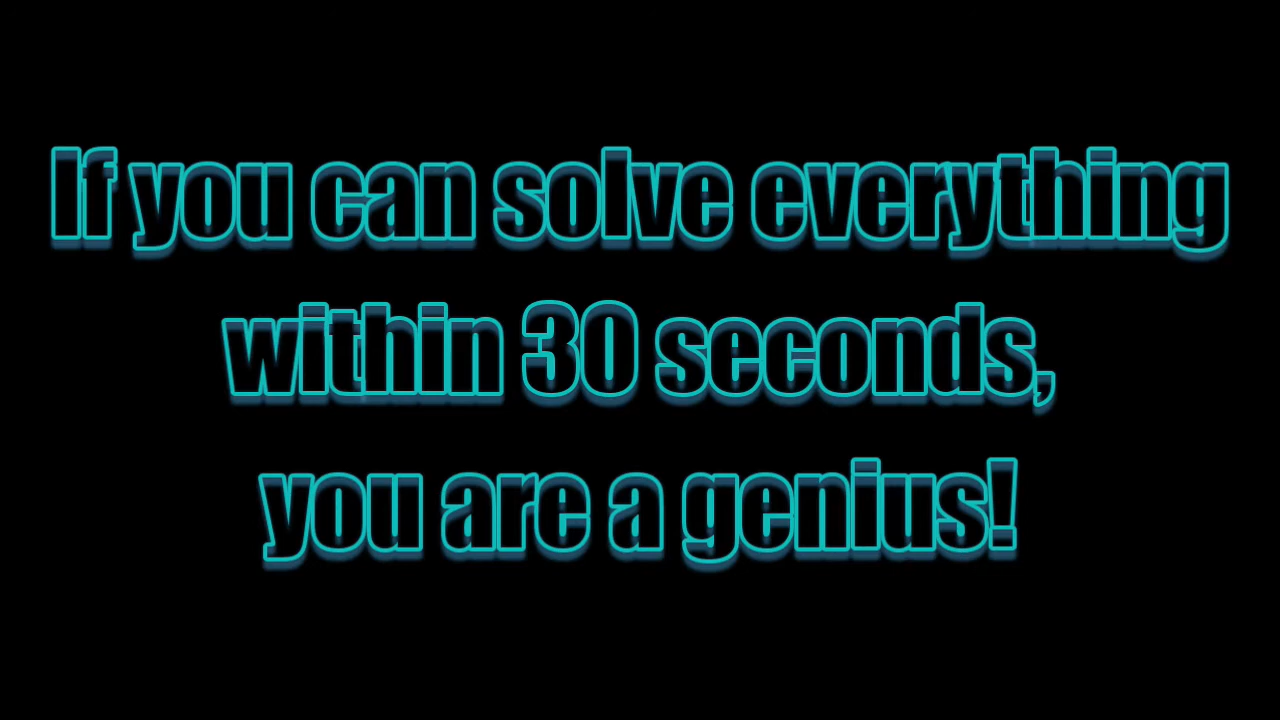 If you can solve everything
within 30 seconds,
you are a genius!